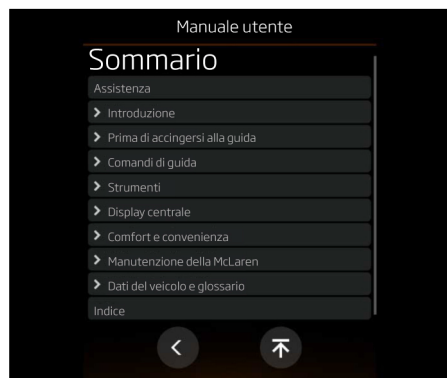 Manuale utente
Sommario
Assistenza
Introduzione
Prima di accingersi alla guida
Comandi di guida
Strumenti
Display centrale
Comfort e convenienza
Manutenzione della McLaren
Dati del veicolo e glossario
Indice